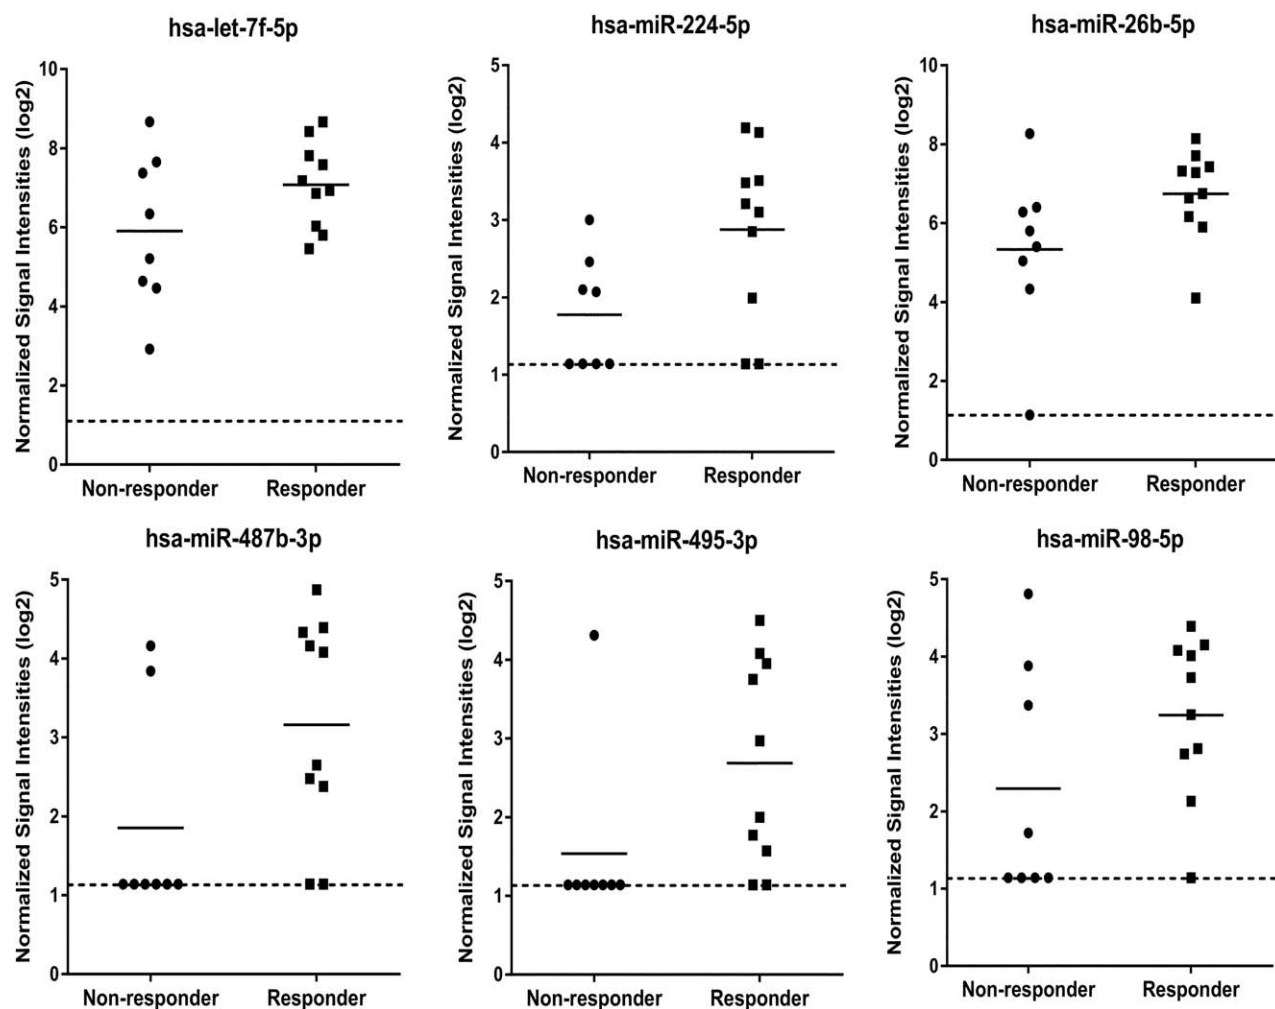 hsa-let-7f-5p
Normalized Signal Intensities (log2)
10
8
6
4
2
0
Non-responder Responder
hsa-miR-224-5p
Normalized Signal Intensities (log2)
5
4
3
2
1
0
Non-responder Responder
hsa-miR-26b-5p
Normalized Signal Intensities (log2)
10
8
6
4
2
0
Non-responder Responder
hsa-miR-487b-3p
Normalized Signal Intensities (log2)
5
4
3
2
1
0
Non-responder Responder
hsa-miR-495-3p
Normalized Signal Intensities (log2)
5
4
3
2
1
0
Non-responder Responder
hsa-miR-98-5p
Normalized Signal Intensities (log2)
5
4
3
2
1
0
Non-responder Responder